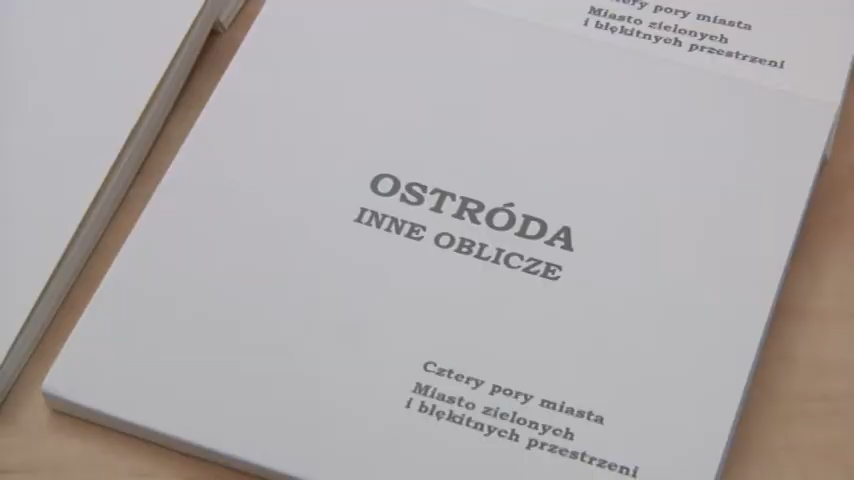 pory miasta
Miasto zielonych
i błękitnych przestrzeni
OSTRÓDA
INNE OBLICZE
Cztery pory miasta
Miasto zielonych
i błękitnych przestrzeni